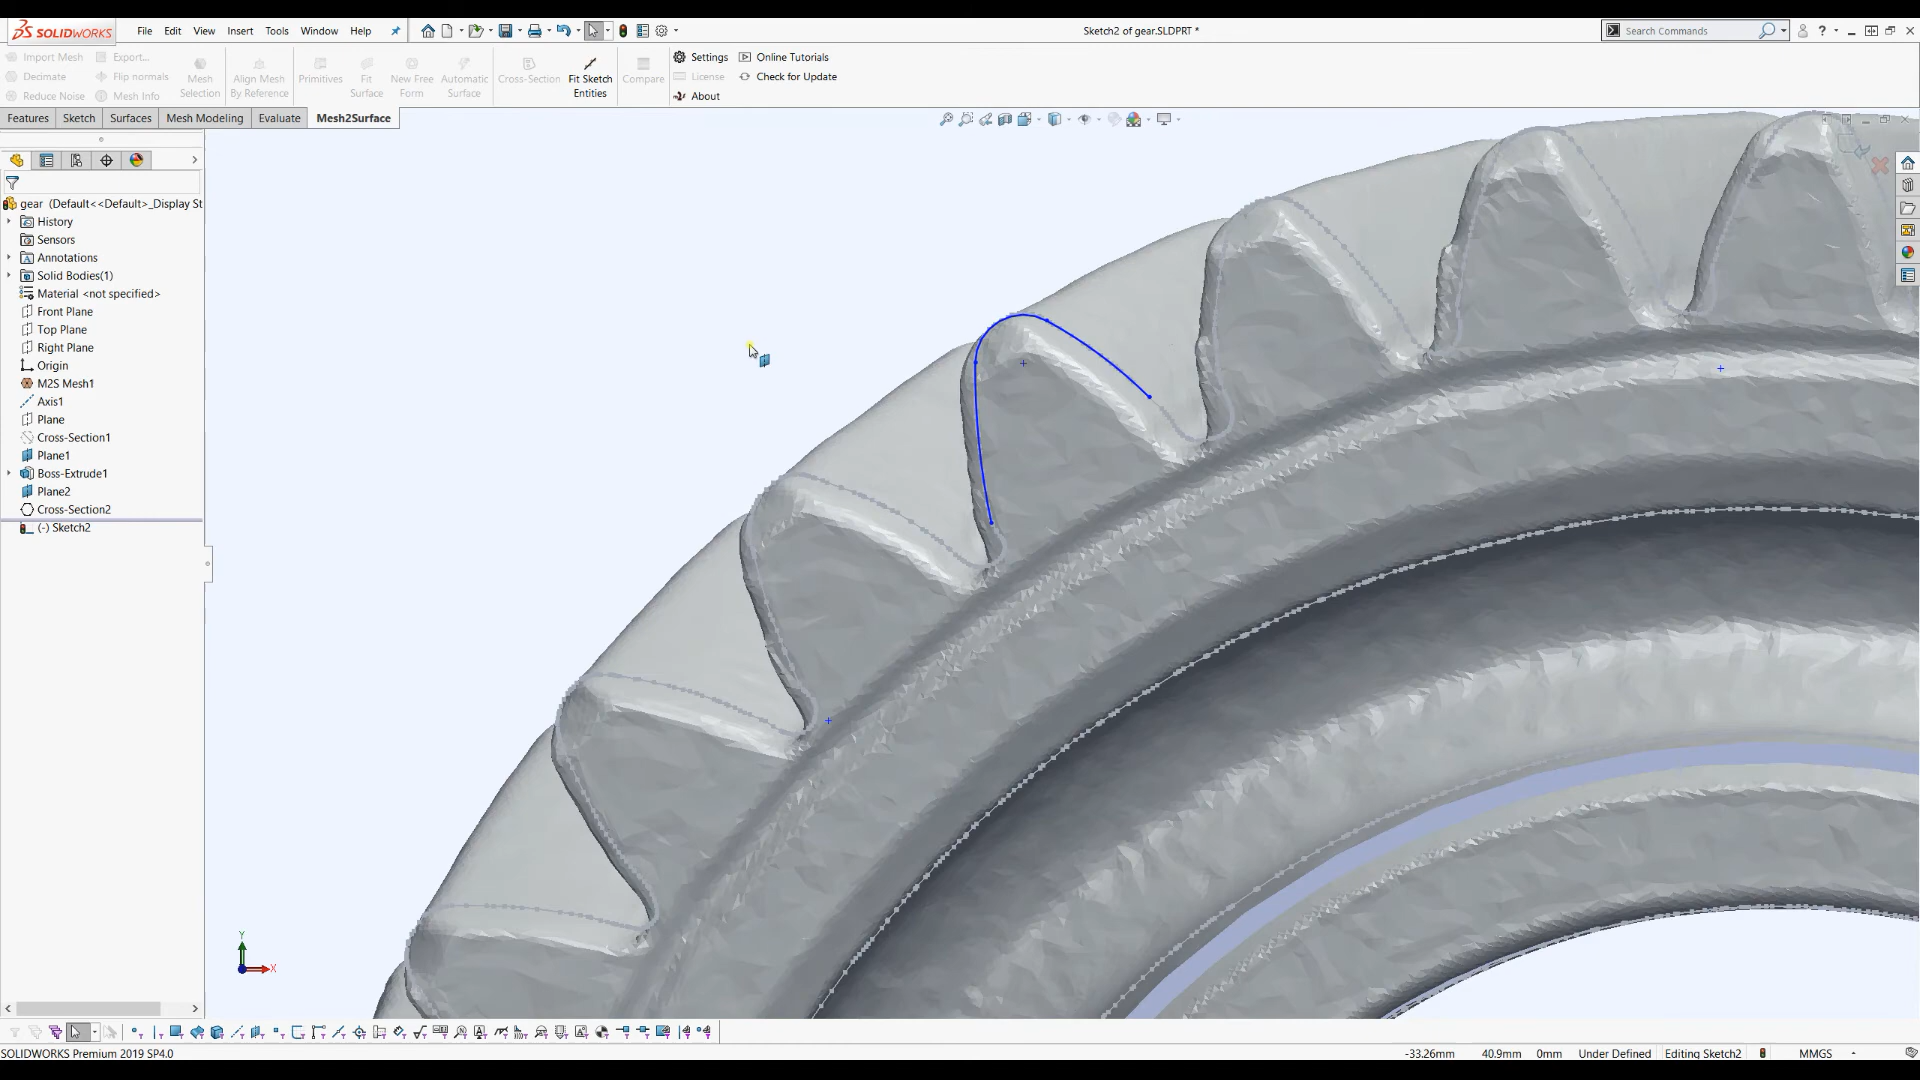 SOLIDWORKS File Edit View Insert Tools Window Help Sketch2 of gear.SLDPRT * Search Commands
Import Mesh Export... Settings Online Tutorials
Decimate Flip normals Mesh Selection Align Mesh By Reference Primitives Fit Surface New Free Form Automatic Surface Cross-Section Fit Sketch Entities Compare License Check for Update
Reduce Noise Mesh Info About
Features Sketch Surfaces Mesh Modeling Evaluate Mesh2Surface
gear (Default<<Default>_Display St
History
Sensors
Annotations
Solid Bodies(1)
Material <not specified>
Front Plane
Top Plane
Right Plane
Origin
M2S Mesh1
Axis1
Plane
Cross-Section1
Plane1
Boss-Extrude1
Plane2
Cross-Section2
(-) Sketch2
Y
X
SOLIDWORKS Premium 2019 SP4.0 -33.26mm 40.9mm 0mm Under Defined Editing Sketch2 MMGS